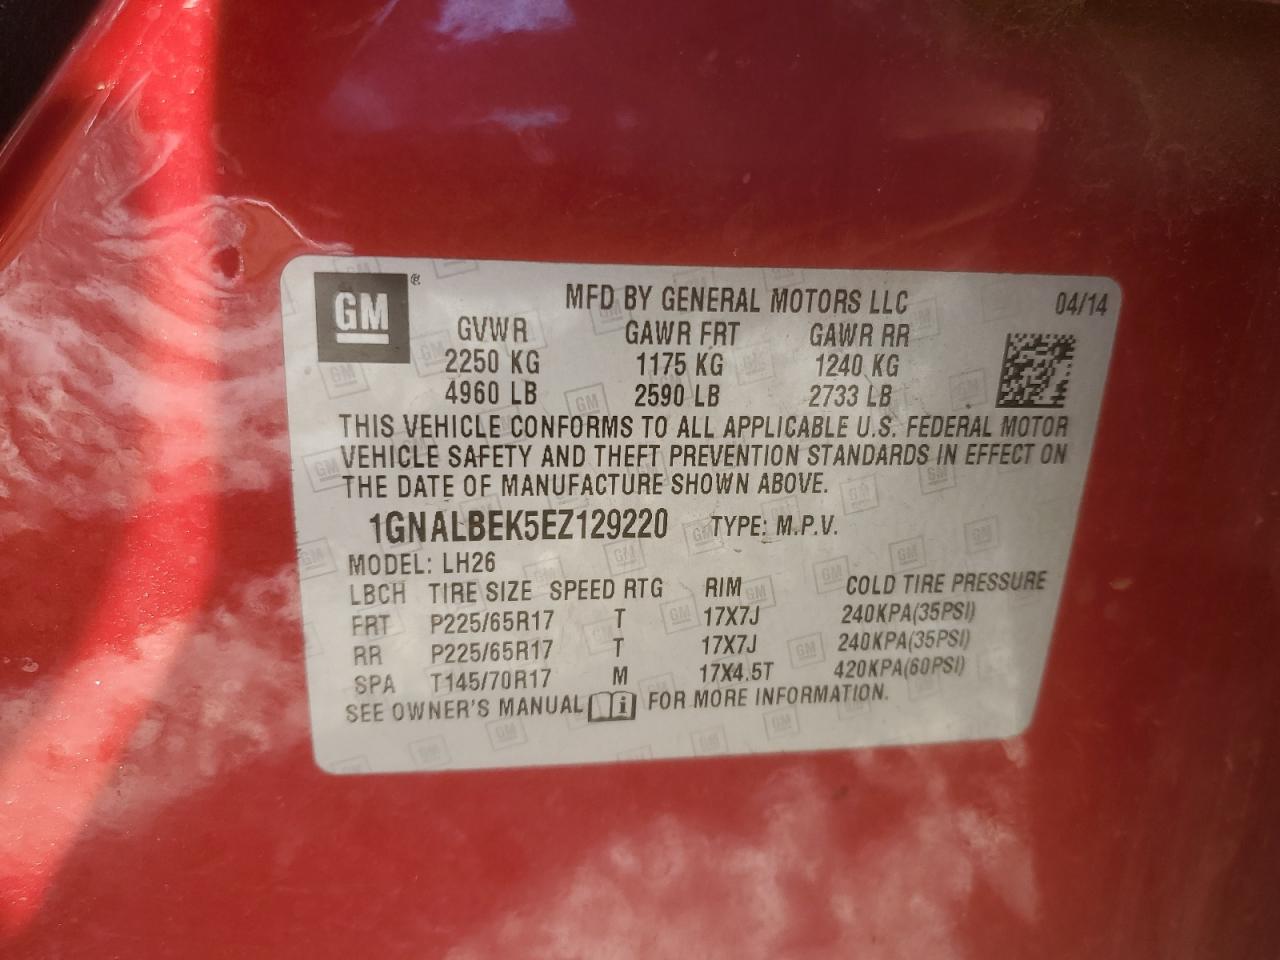 GM®
MFD BY GENERAL MOTORS LLC 04/14
GVWR GAWR FRT GAWR RR
2250 KG 1175 KG 1240 KG
4960 LB 2590 LB 2733 LB
THIS VEHICLE CONFORMS TO ALL APPLICABLE U.S. FEDERAL MOTOR
VEHICLE SAFETY AND THEFT PREVENTION STANDARDS IN EFFECT ON
THE DATE OF MANUFACTURE SHOWN ABOVE.
1GNALBEK5EZ129220 TYPE: M.P.V.
MODEL: LH26
LBCH TIRE SIZE SPEED RTG RIM COLD TIRE PRESSURE
FRT P225/65R17 T 17X7J 240KPA(35PSI)
RR P225/65R17 T 17X7J 240KPA(35PSI)
SPA T145/70R17 M 17X4.5T 420KPA(60PSI)
SEE OWNER'S MANUAL i FOR MORE INFORMATION.